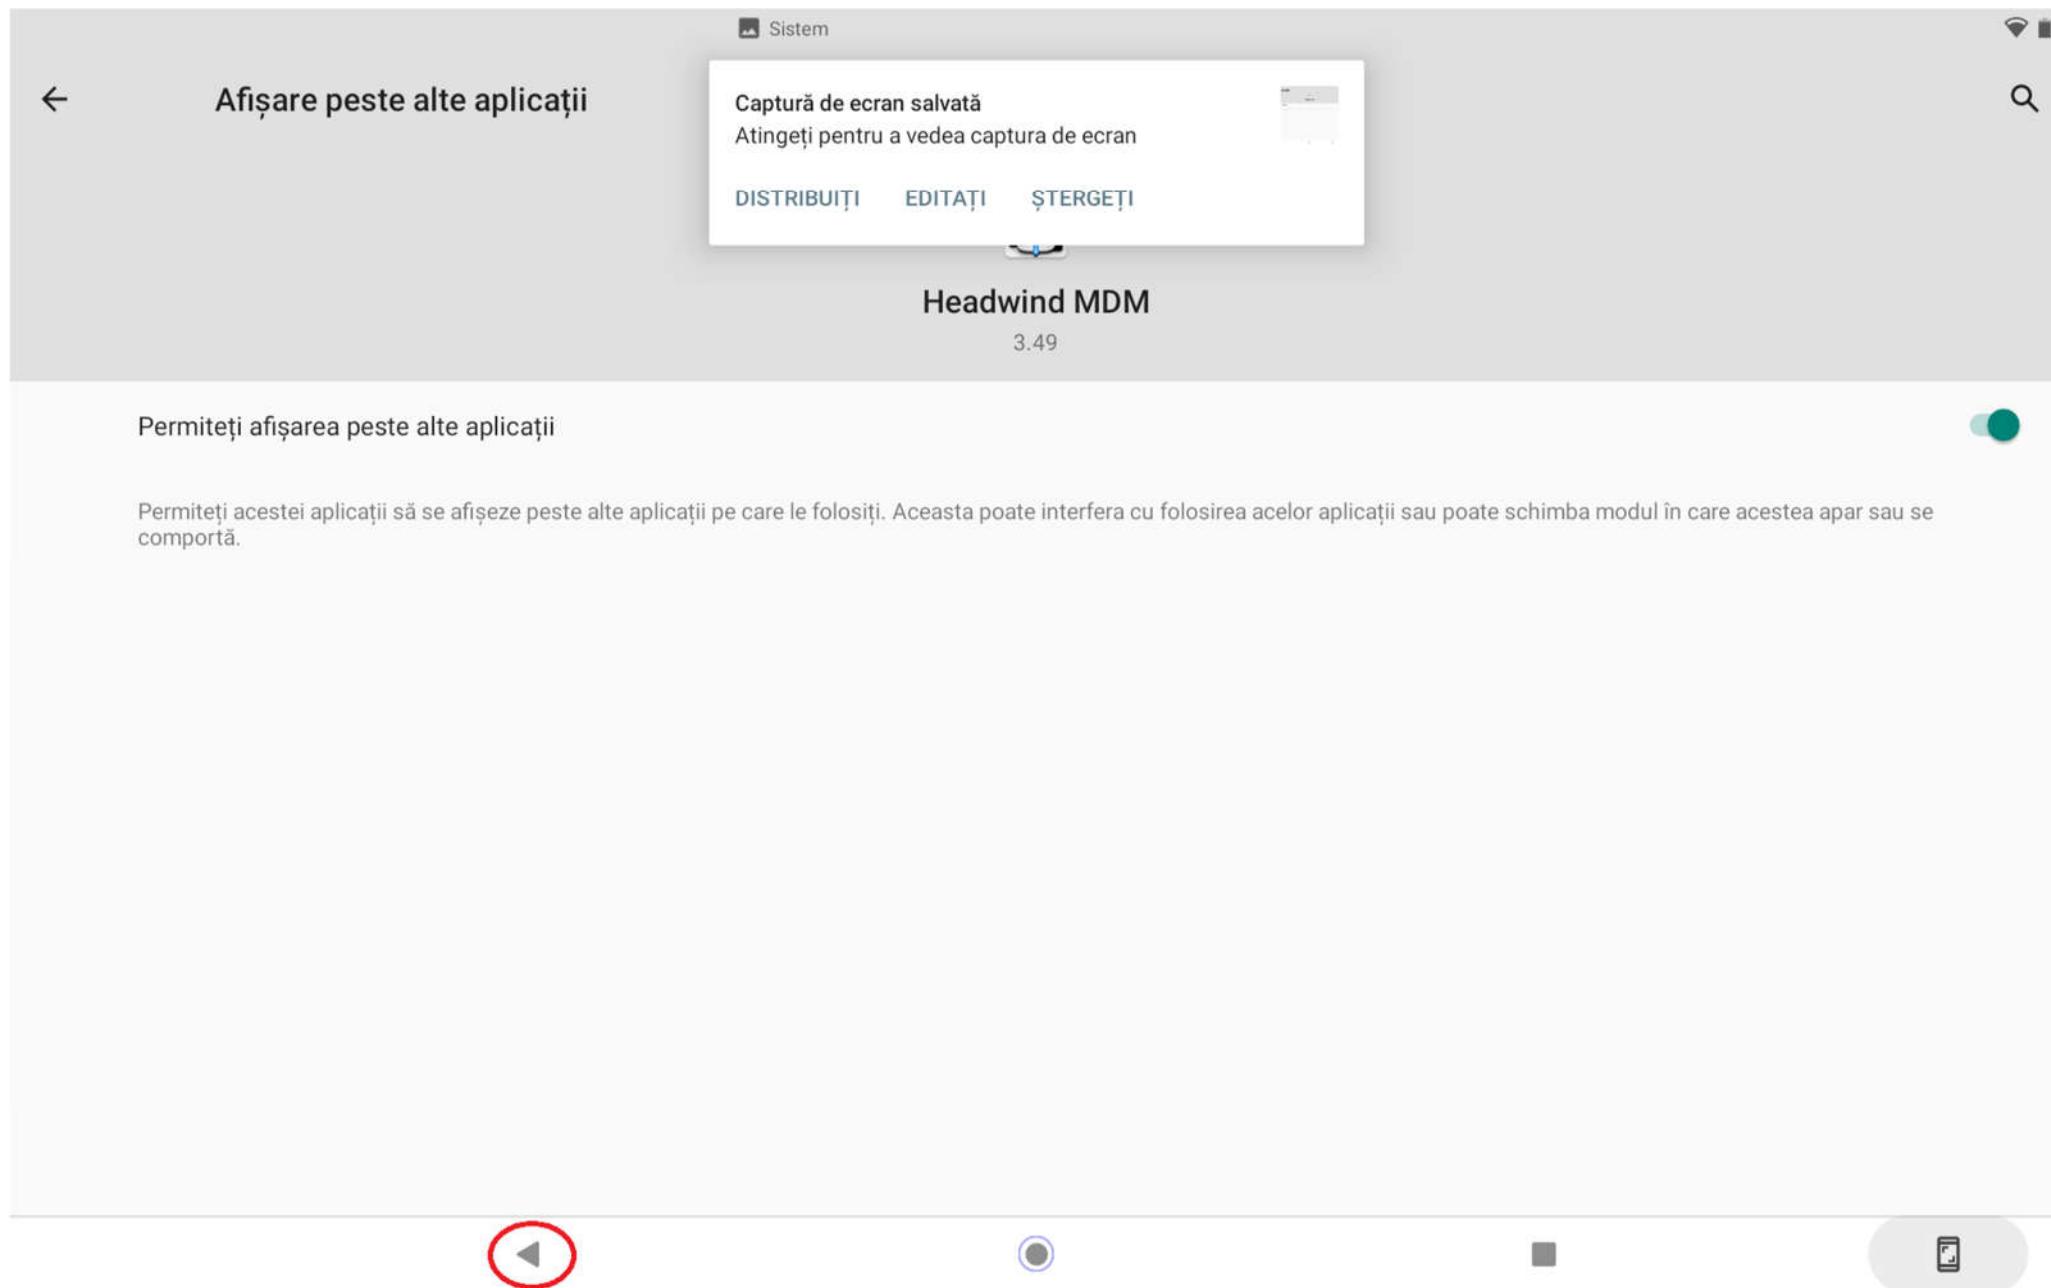 Sistem
Afișare peste alte aplicații
Captură de ecran salvată
Atingeți pentru a vedea captura de ecran
DISTRIBUIȚI EDITAȚI ȘTERGEȚI
Headwind MDM
3.49
Permiteți afișarea peste alte aplicații
Permiteți acestei aplicații să se afișeze peste alte aplicații pe care le folosiți. Aceasta poate interfera cu folosirea acelor aplicații sau poate schimba modul în care acestea apar sau se
comportă.